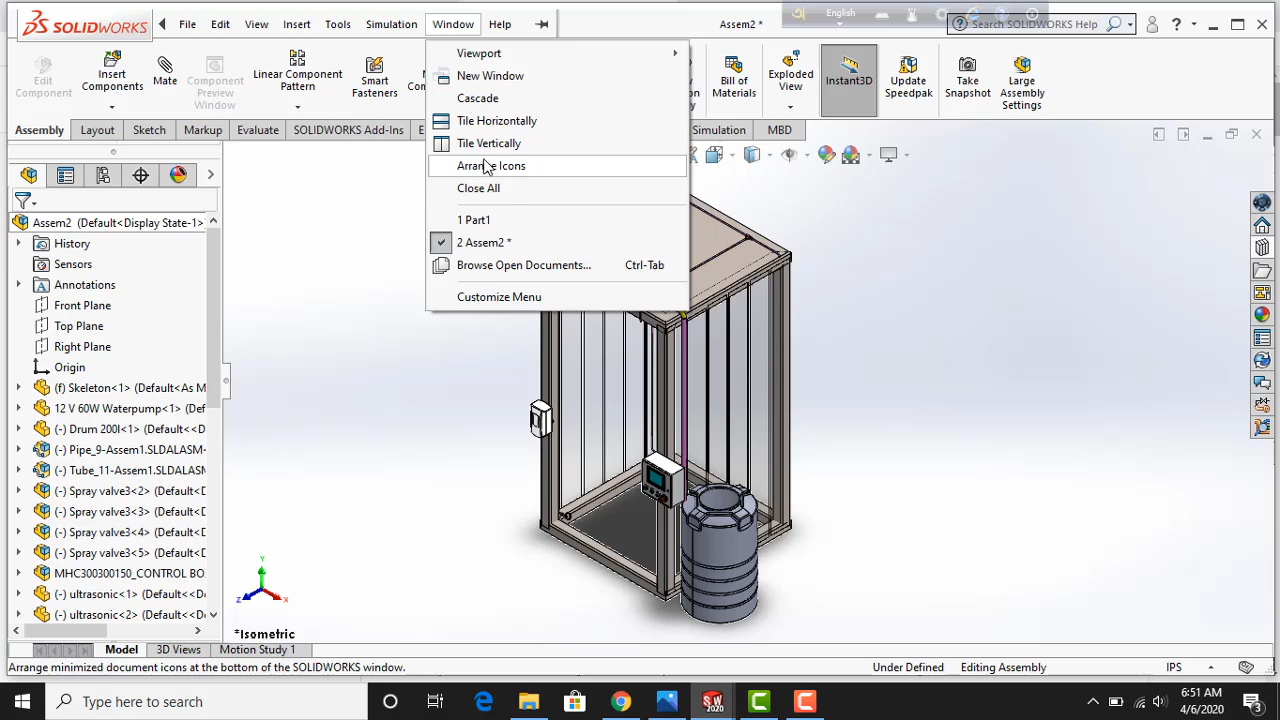 SOLIDWORKS
File Edit View Insert Tools Simulation Window Help
Assem2 *
English
Search SOLIDWORKS Help
Edit Component
Insert Components
Mate
Component Preview Window
Linear Component Pattern
Smart Fasteners
Bill of Materials
Exploded View
Instant3D
Update Speedpak
Take Snapshot
Large Assembly Settings
Assembly Layout Sketch Markup Evaluate SOLIDWORKS Add-Ins Simulation MBD
Viewport
New Window
Cascade
Tile Horizontally
Tile Vertically
Arrange Icons
Close All
1 Part1
2 Assem2 *
Browse Open Documents... Ctrl-Tab
Customize Menu
Assem2 (Default<Display State-1>
History
Sensors
Annotations
Front Plane
Top Plane
Right Plane
Origin
(f) Skeleton<1> (Default<As M
12 V 60W Waterpump<1> (Def
(-) Drum 200l<1> (Default<<D
(-) Pipe_9-Assem1.SLDALASM
(-) Tube_11-Assem1.SLDALASM
(-) Spray valve3<2> (Default<D
(-) Spray valve3<3> (Default<D
(-) Spray valve3<4> (Default<D
(-) Spray valve3<5> (Default<D
MHC300300150_CONTROL BO
(-) ultrasonic<1> (Default<<De
(-) ultrasonic<2> (Default<<De
Y
Z
X
*Isometric
Model 3D Views Motion Study 1
Arrange minimized document icons at the bottom of the SOLIDWORKS window.
Under Defined Editing Assembly IPS
Type here to search
SW 2020
6:51 AM
4/6/2020
3